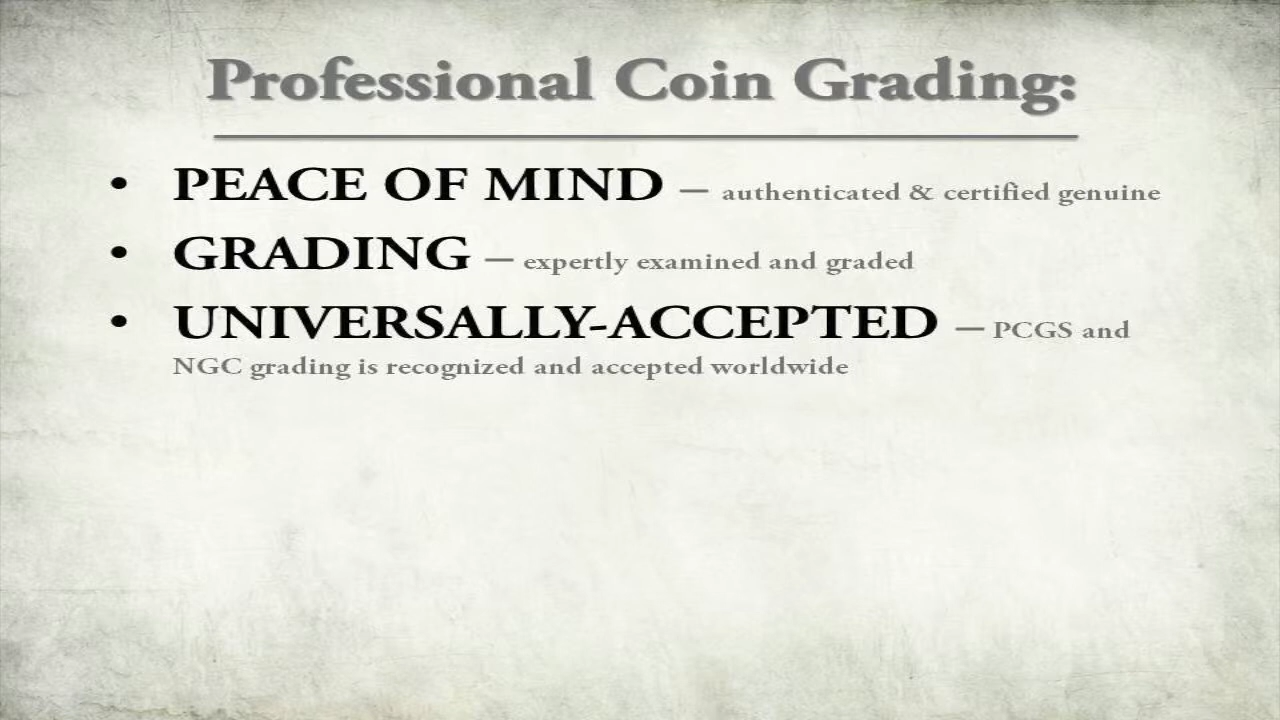 Professional Coin Grading:
• PEACE OF MIND — authenticated & certified genuine
• GRADING — expertly examined and graded
• UNIVERSALLY-ACCEPTED — PCGS and
NGC grading is recognized and accepted worldwide